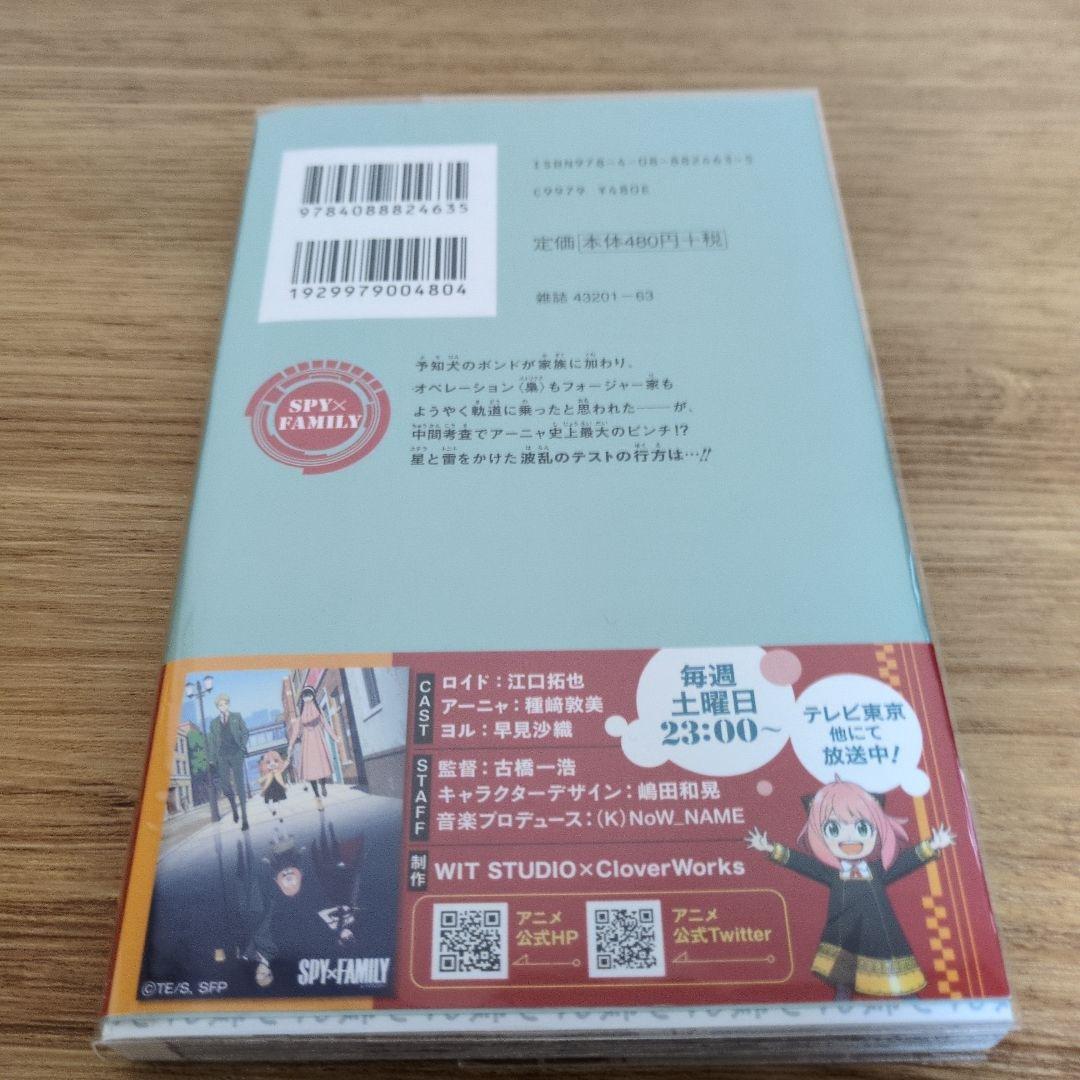 9784088824635
1929979004804
ISBN978-4-08-882463-5
C9979 ¥480E
定価 本体480円+税
雑誌 43201-63
SPY×
FAMILY
予知犬のボンドが家族に加わり、
オペレーション〈梟〉もフォージャー家も
ようやく軌道に乗ったと思われた――が、
中間考査でアーニャ史上最大のピンチ!?
星と雷をかけた波乱のテストの行方は…!!
CAST
ロイド：江口拓也
アーニャ：種﨑敦美
ヨル：早見沙織
STAFF
監督：古橋一浩
キャラクターデザイン：嶋田和晃
音楽プロデュース：(K)NoW_NAME
制作
WIT STUDIO×CloverWorks
アニメ
公式HP
アニメ
公式Twitter
毎週
土曜日
23:00~
テレビ東京
他にて
放送中!
SPY×FAMILY
©TE/S, SFP